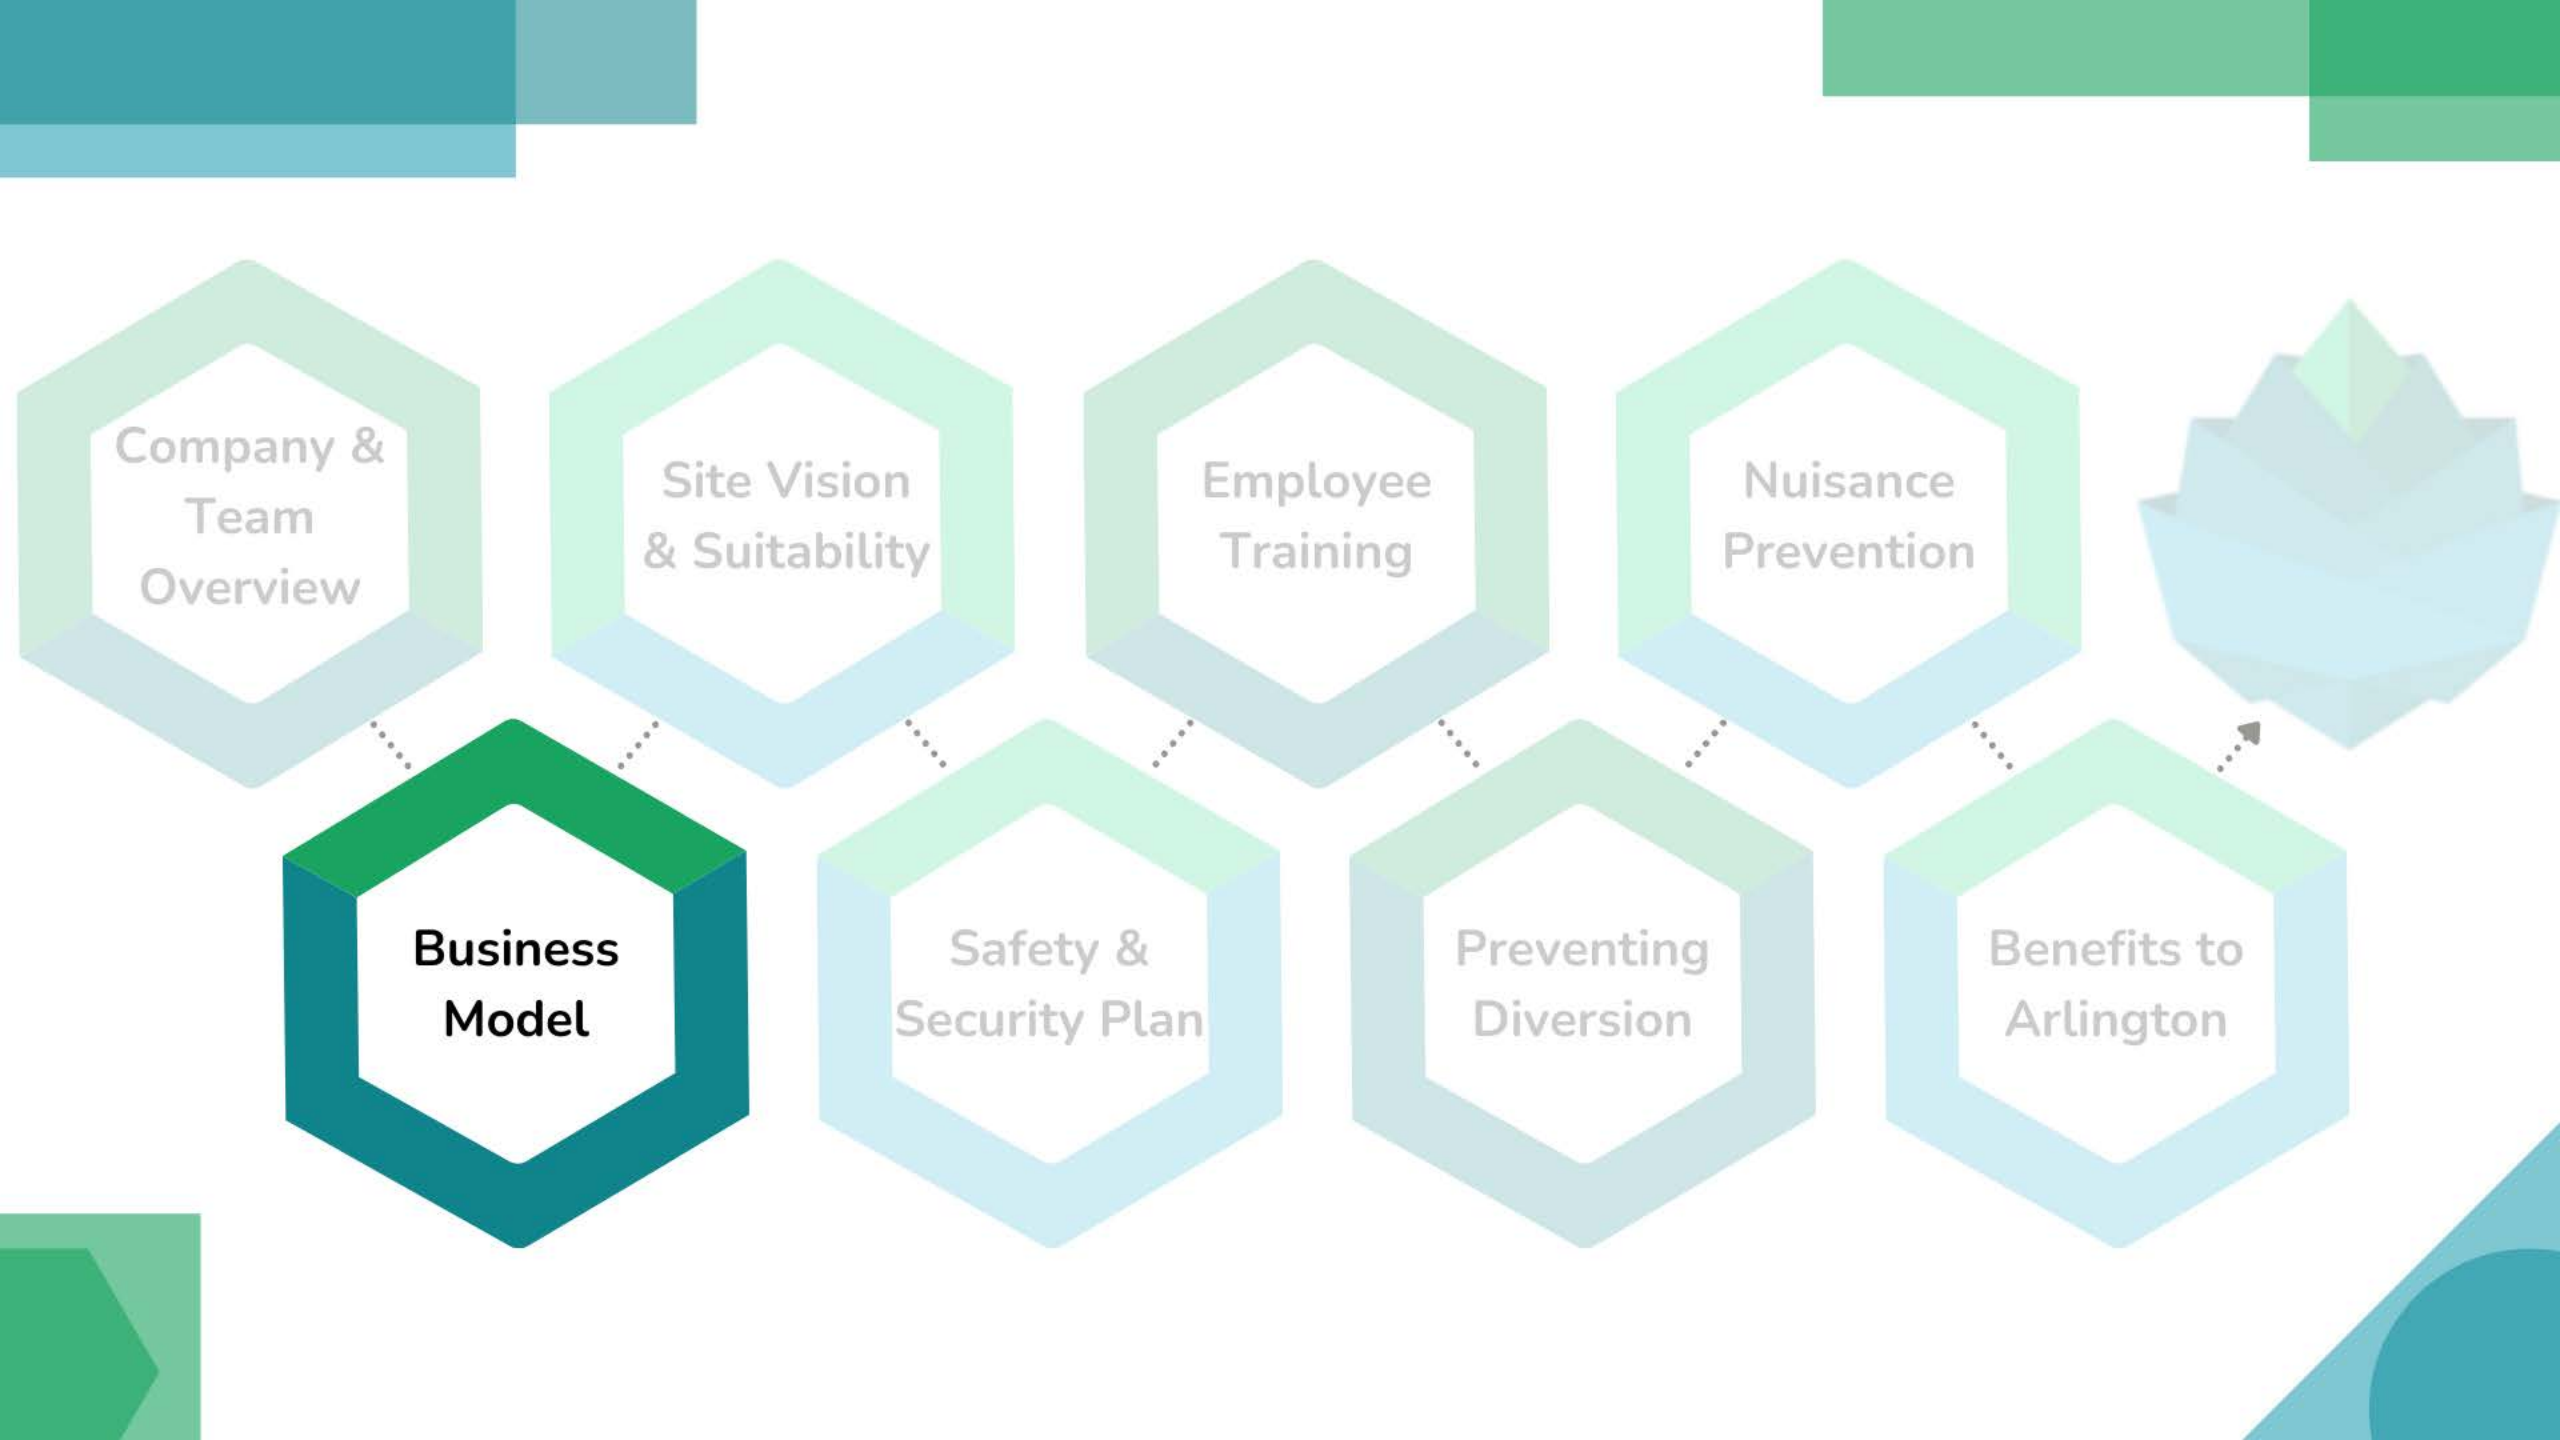 Company &
Team
Overview
Business
Model
Site Vision
& Suitability
Safety &
Security Plan
Employee
Training
Preventing
Diversion
Nuisance
Prevention
Benefits to
Arlington